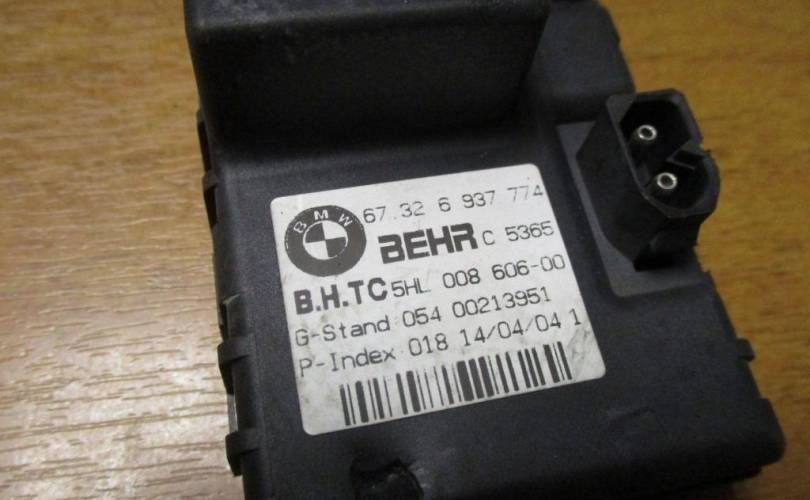 BMW 67.32 6 937 774
BEHR C 5365
B.H.TC 5HL 008 606-00
G-Stand 054 00213951
P-Index 018 14/04/04 1